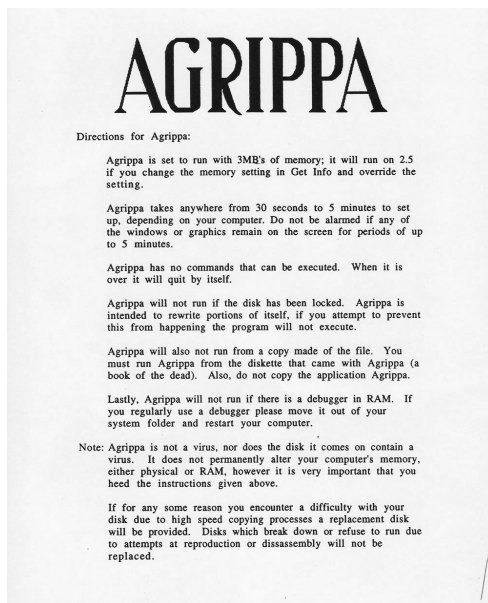 AGRIPPA
Directions for Agrippa:
Agrippa is set to run with 3MB's of memory; it will run on 2.5
if you change the memory setting in Get Info and override the
setting.
Agrippa takes anywhere from 30 seconds to 5 minutes to set
up, depending on your computer. Do not be alarmed if any of
the windows or graphics remain on the screen for periods of up
to 5 minutes.
Agrippa has no commands that can be executed. When it is
over it will quit by itself.
Agrippa will not run if the disk has been locked. Agrippa is
intended to rewrite portions of itself, if you attempt to prevent
this from happening the program will not execute.
Agrippa will also not run from a copy made of the file. You
must run Agrippa from the diskette that came with Agrippa (a
book of the dead). Also, do not copy the application Agrippa.
Lastly, Agrippa will not run if there is a debugger in RAM. If
you regularly use a debugger please move it out of your
system folder and restart your computer.
Note: Agrippa is not a virus, nor does the disk it comes on contain a
virus. It does not permanently alter your computer's memory,
either physical or RAM, however it is very important that you
heed the instructions given above.
If for any some reason you encounter a difficulty with your
disk due to high speed copying processes a replacement disk
will be provided. Disks which break down or refuse to run due
to attempts at reproduction or dissassembly will not be
replaced.